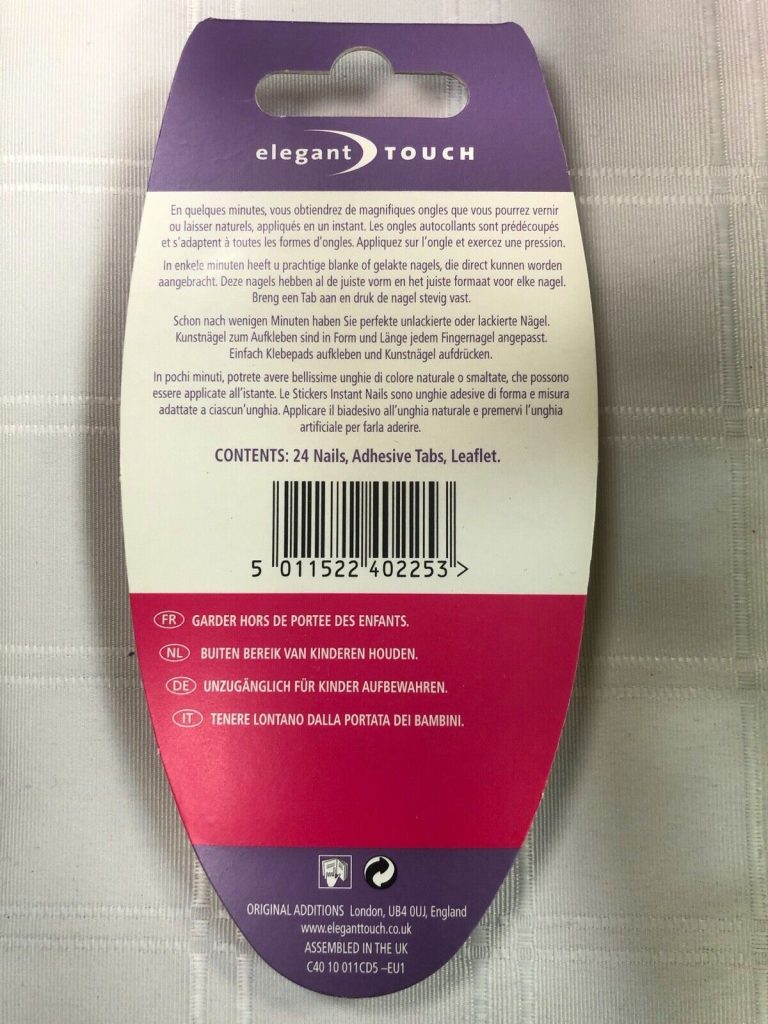 elegant TOUCH
En quelques minutes, vous obtiendrez de magnifiques ongles que vous pourrez vernir
ou laisser naturels, appliqués en un instant. Les ongles autocollants sont prédécoupés
et s'adaptent à toutes les formes d'ongles. Appliquez sur l'ongle et exercez une pression.
In enkele minuten heeft u prachtige blanke of gelakte nagels, die direct kunnen worden
aangebracht. Deze nagels hebben al de juiste vorm en het juiste formaat voor elke nagel.
Breng een Tab aan en druk de nagel stevig vast.
Schon nach wenigen Minuten haben Sie perfekte unlackierte oder lackierte Nägel.
Kunstnägel zum Aufkleben sind in Form und Länge jedem Fingernagel angepasst.
Einfach Klebepads aufkleben und Kunstnägel aufdrücken.
In pochi minuti, potrete avere bellissime unghie di colore naturale o smaltate, che possono
essere applicate all'istante. Le Stickers Instant Nails sono unghie adesive di forma e misura
adattate a ciascun'unghia. Applicare il biadesivo all'unghia naturale e premervi l'unghia
artificiale per farla aderire.
CONTENTS: 24 Nails, Adhesive Tabs, Leaflet.
5 011522 402253 >
FR GARDER HORS DE PORTEE DES ENFANTS.
NL BUITEN BEREIK VAN KINDEREN HOUDEN.
DE UNZUGÄNGLICH FÜR KINDER AUFBEWAHREN.
IT TENERE LONTANO DALLA PORTATA DEI BAMBINI.
ORIGINAL ADDITIONS London, UB4 0UJ, England
www.eleganttouch.co.uk
ASSEMBLED IN THE UK
C40 10 011CD5 –EU1